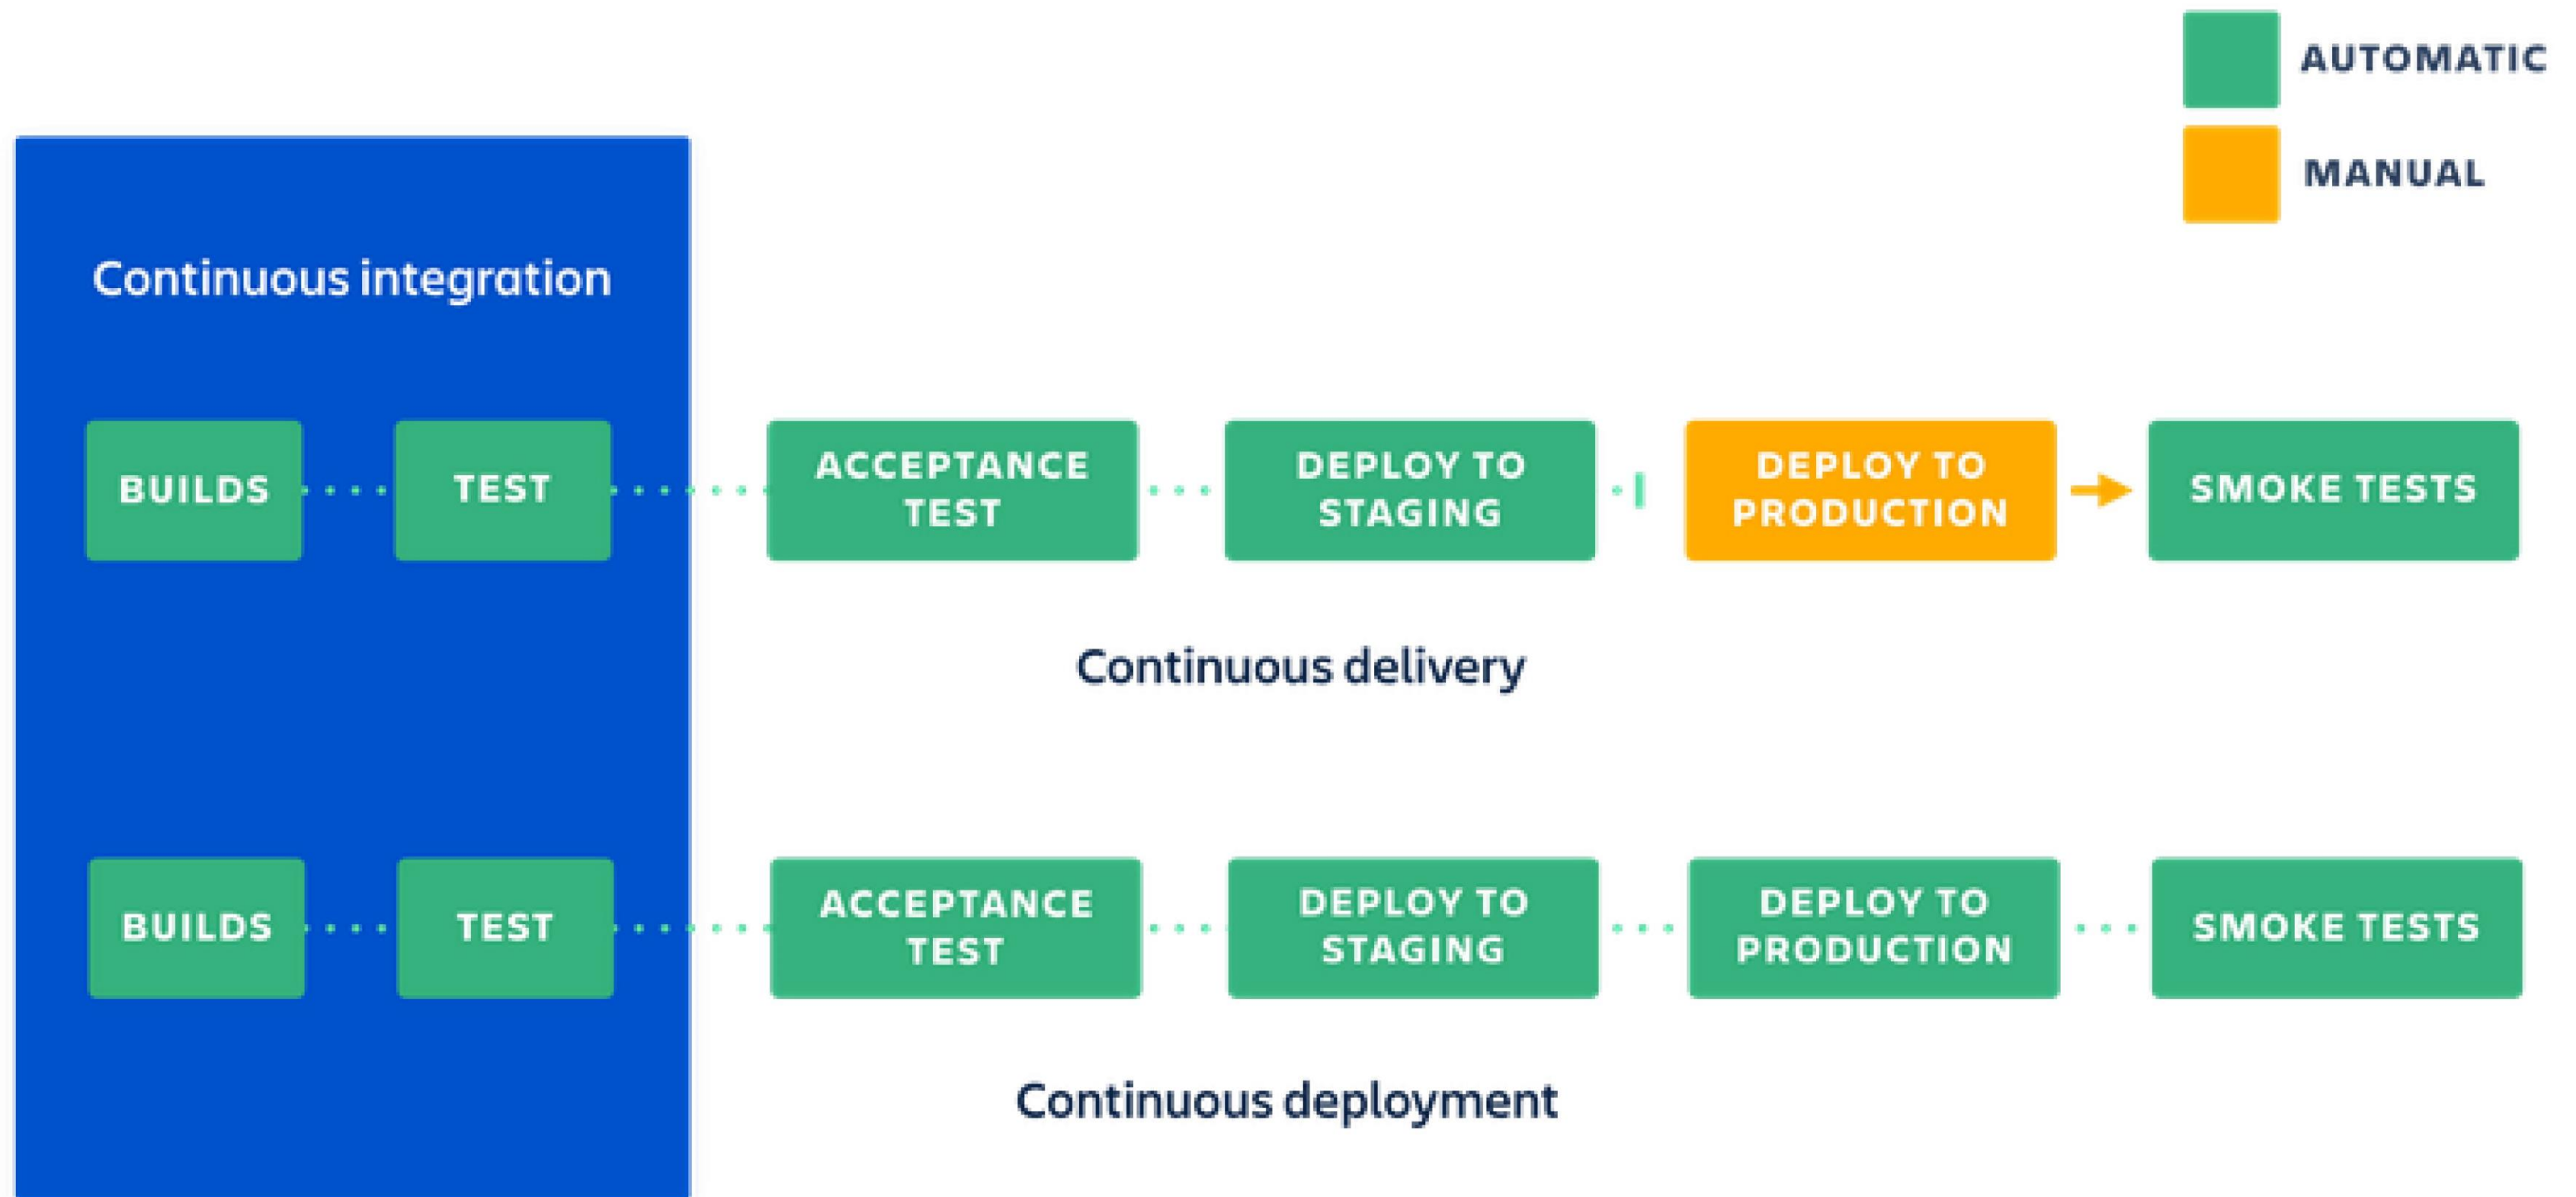 AUTOMATIC
MANUAL
Continuous integration
BUILDS
TEST
ACCEPTANCE
TEST
DEPLOY TO
STAGING
DEPLOY TO
PRODUCTION
SMOKE TESTS
Continuous delivery
BUILDS
TEST
ACCEPTANCE
TEST
DEPLOY TO
STAGING
DEPLOY TO
PRODUCTION
SMOKE TESTS
Continuous deployment